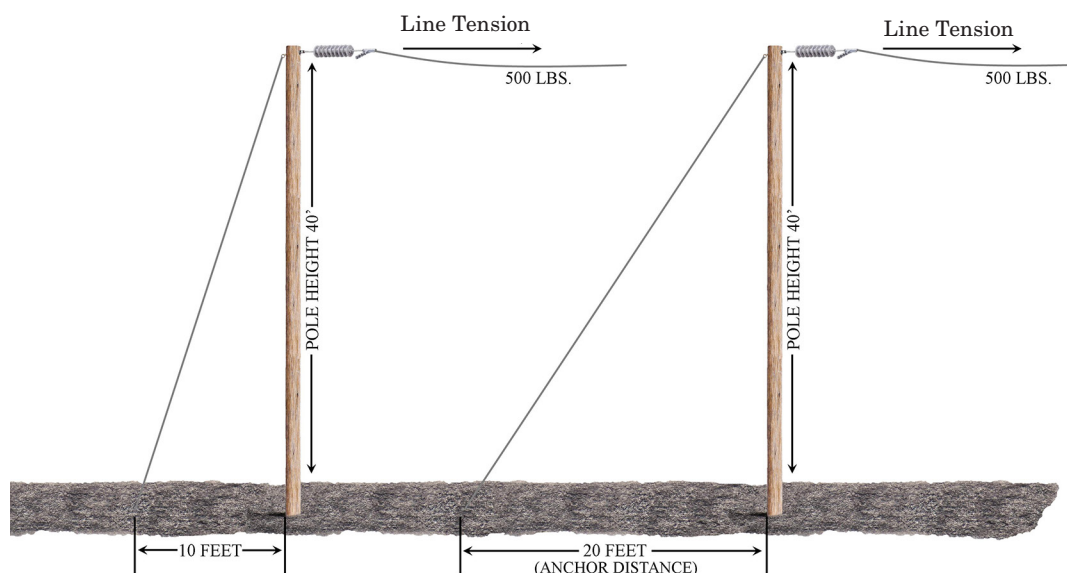 Line Tension
500 LBS.
POLE HEIGHT 40’
10 FEET
Line Tension
500 LBS.
POLE HEIGHT 40’
20 FEET
(ANCHOR DISTANCE)